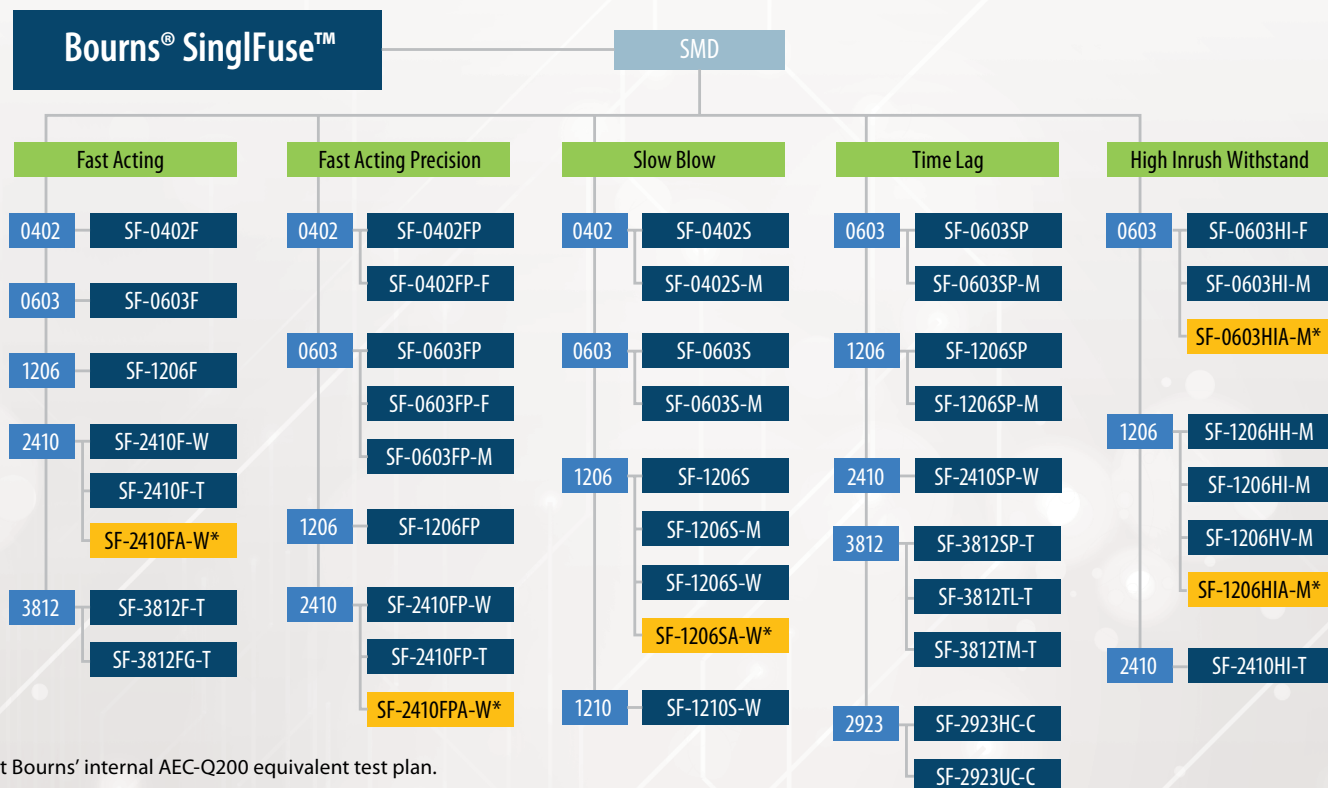 Bourns® SinglFuse™
SMD
Fast Acting
0402
SF-0402F
0603
SF-0603F
1206
SF-1206F
2410
SF-2410F-W
SF-2410F-T
SF-2410FA-W*
3812
SF-3812F-T
SF-3812FG-T
Fast Acting Precision
0402
SF-0402FP
SF-0402FP-F
0603
SF-0603FP
SF-0603FP-F
SF-0603FP-M
1206
SF-1206FP
2410
SF-2410FP-W
SF-2410FP-T
SF-2410FPA-W*
Slow Blow
0402
SF-0402S
SF-0402S-M
0603
SF-0603S
SF-0603S-M
1206
SF-1206S
SF-1206S-M
SF-1206S-W
SF-1206SA-W*
1210
SF-1210S-W
Time Lag
0603
SF-0603SP
SF-0603SP-M
1206
SF-1206SP
SF-1206SP-M
2410
SF-2410SP-W
3812
SF-3812SP-T
SF-3812TL-T
SF-3812TM-T
2923
SF-2923HC-C
SF-2923UC-C
High Inrush Withstand
0603
SF-0603HI-F
SF-0603HI-M
SF-0603HIA-M*
1206
SF-1206HH-M
SF-1206HI-M
SF-1206HV-M
SF-1206HIA-M*
2410
SF-2410HI-T
t Bourns' internal AEC-Q200 equivalent test plan.